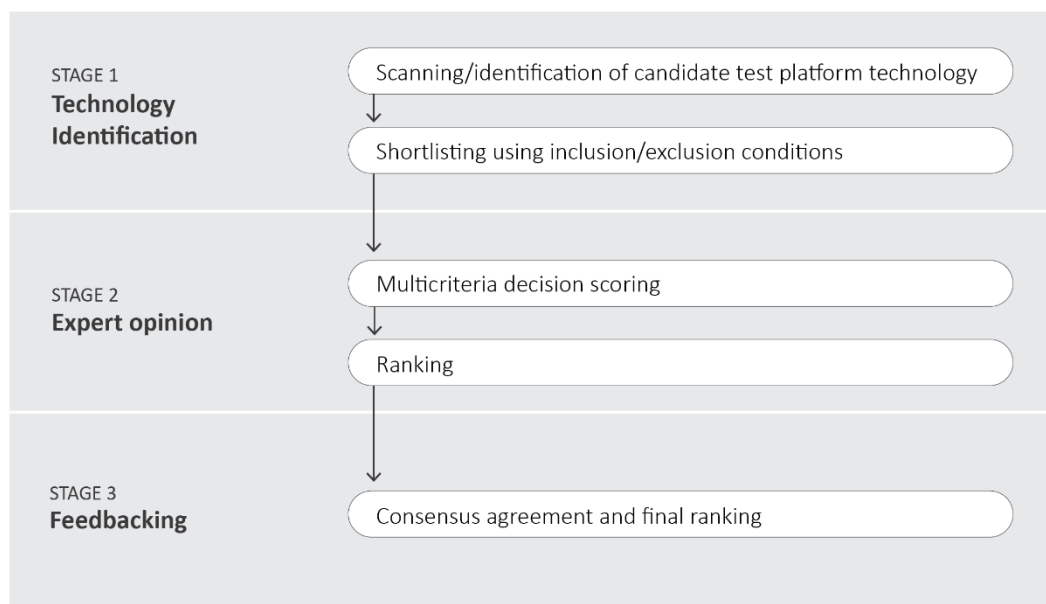 STAGE 1
Technology
Identification
Scanning/identification of candidate test platform technology
Shortlisting using inclusion/exclusion conditions
STAGE 2
Expert opinion
Multicriteria decision scoring
Ranking
STAGE 3
Feedbacking
Consensus agreement and final ranking